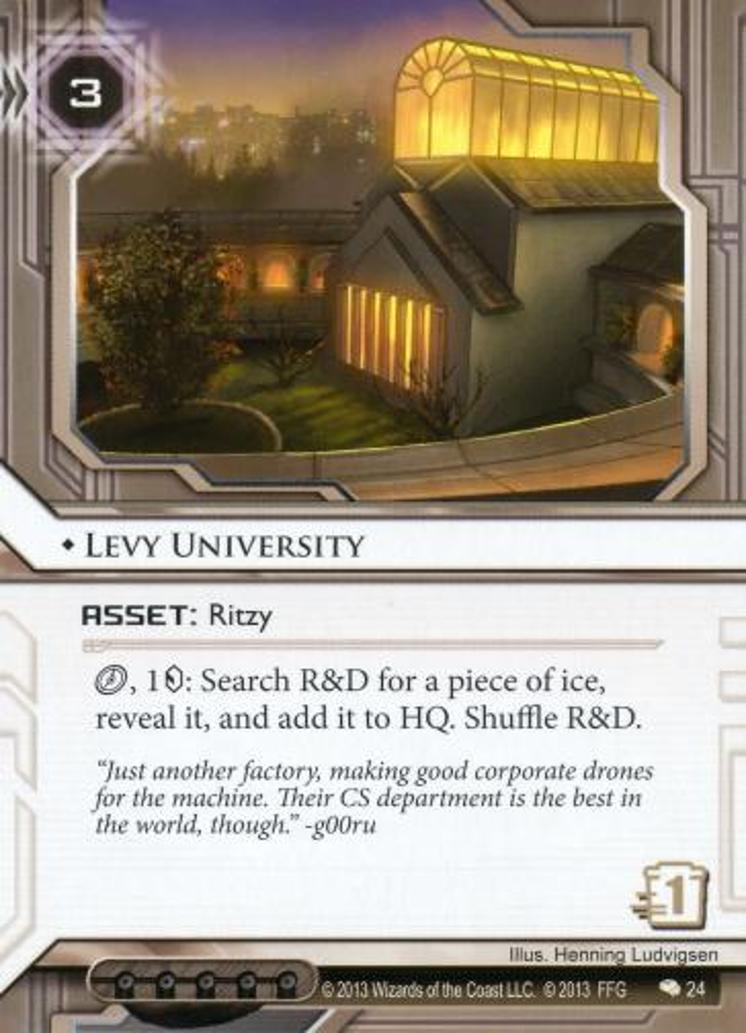 3
◆ LEVY UNIVERSITY
ASSET: Ritzy
, 1: Search R&D for a piece of ice,
reveal it, and add it to HQ. Shuffle R&D.
“Just another factory, making good corporate drones
for the machine. Their CS department is the best in
the world, though.” -g00ru
1
Illus. Henning Ludvigsen
© 2013 Wizards of the Coast LLC. © 2013 FFG 24